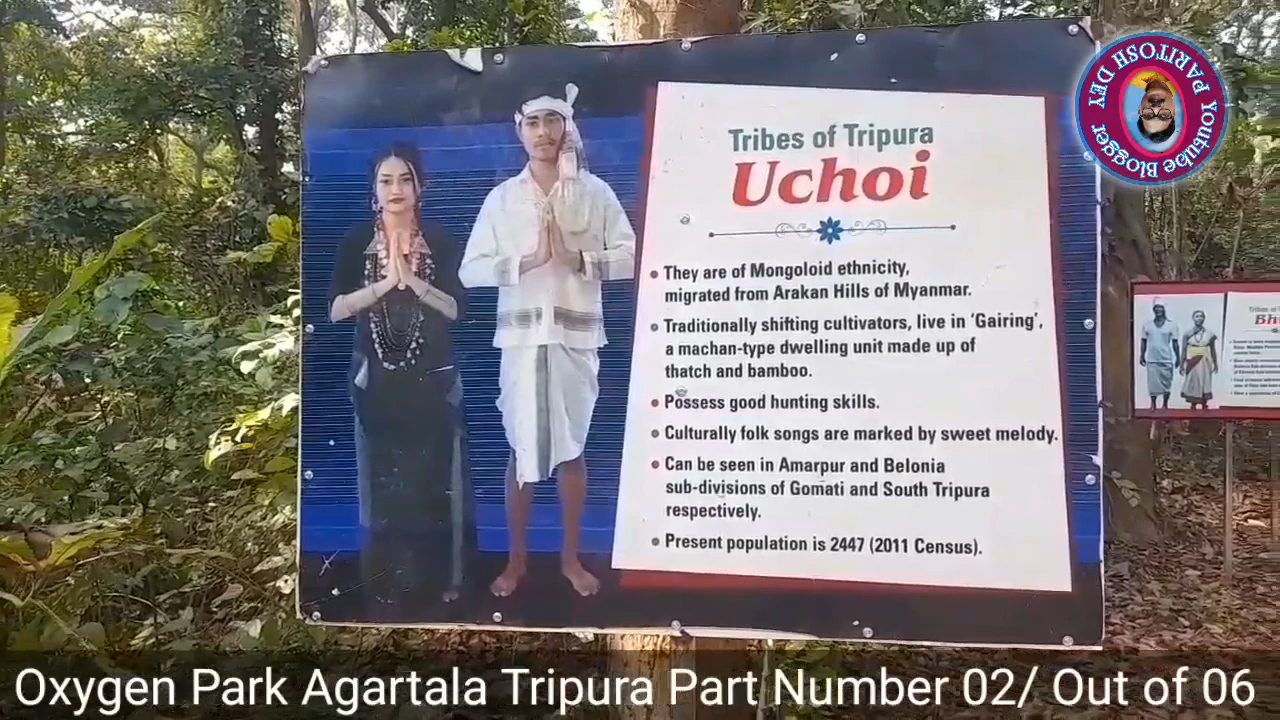 Tribes of Tripura
Uchoi
They are of Mongoloid ethnicity,
migrated from Arakan Hills of Myanmar.
Traditionally shifting cultivators, live in 'Gairing',
a machan-type dwelling unit made up of
thatch and bamboo.
Possess good hunting skills.
Culturally folk songs are marked by sweet melody.
Can be seen in Amarpur and Belonia
sub-divisions of Gomati and South Tripura
respectively.
Present population is 2447 (2011 Census).
PARITOSH DEY
Youtube Blogger
Tribes of
Oxygen Park Agartala Tripura Part Number 02/ Out of 06